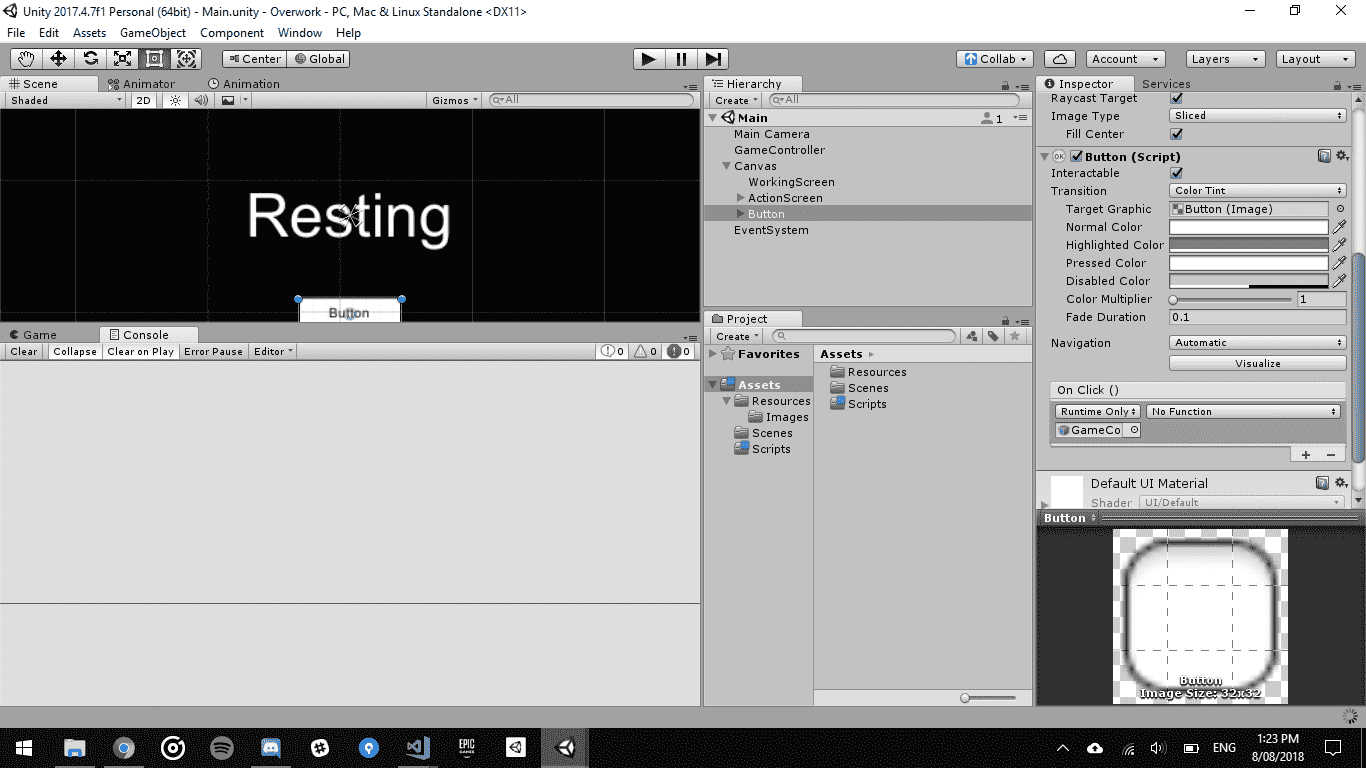 Unity 2017.4.7f1 Personal (64bit) - Main.unity - Overwork - PC, Mac & Linux Standalone <DX11>
File Edit Assets GameObject Component Window Help
Center Global Collab Account Layers Layout
Scene Animator Animation
Shaded 2D Gizmos All
Resting
Button
Game Console
Clear Collapse Clear on Play Error Pause Editor 0 0 0
Hierarchy
Create All
Main 1
Main Camera
GameController
Canvas
WorkingScreen
ActionScreen
Button
EventSystem
Project
Create
Favorites
Assets
Resources
Images
Scenes
Scripts
Assets
Resources
Scenes
Scripts
Inspector Services
Raycast Target
Image Type Sliced
Fill Center
OK Button (Script)
Interactable
Transition Color Tint
Target Graphic Button (Image)
Normal Color
Highlighted Color
Pressed Color
Disabled Color
Color Multiplier 1
Fade Duration 0.1
Navigation Automatic
Visualize
On Click ()
Runtime Only No Function
GameCo
+ −
Default UI Material
Shader UI/Default
Button
Button
Image Size: 32x32
EPIC
GAMES
ENG
1:23 PM
8/08/2018